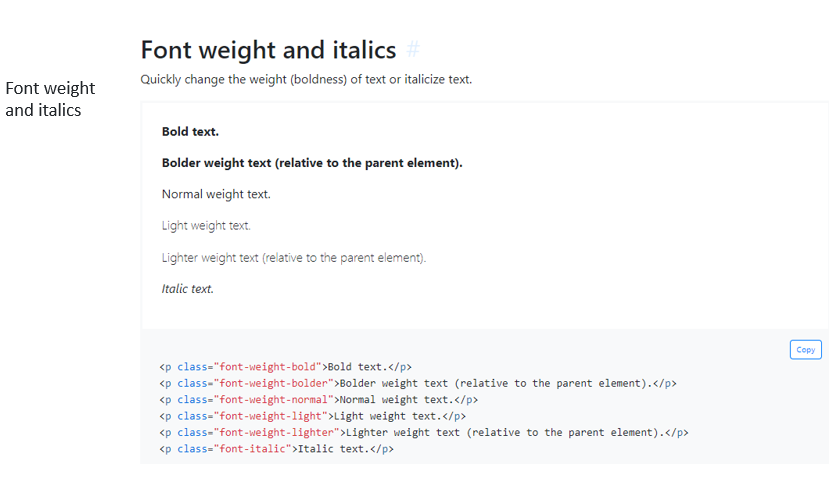 Font weight and italics #
Quickly change the weight (boldness) of text or italicize text.
Font weight
and italics
Bold text.
Bolder weight text (relative to the parent element).
Normal weight text.
Light weight text.
Lighter weight text (relative to the parent element).
Italic text.
Copy
<p class="font-weight-bold">Bold text.</p>
<p class="font-weight-bolder">Bolder weight text (relative to the parent element).</p>
<p class="font-weight-normal">Normal weight text.</p>
<p class="font-weight-light">Light weight text.</p>
<p class="font-weight-lighter">Lighter weight text (relative to the parent element).</p>
<p class="font-italic">Italic text.</p>